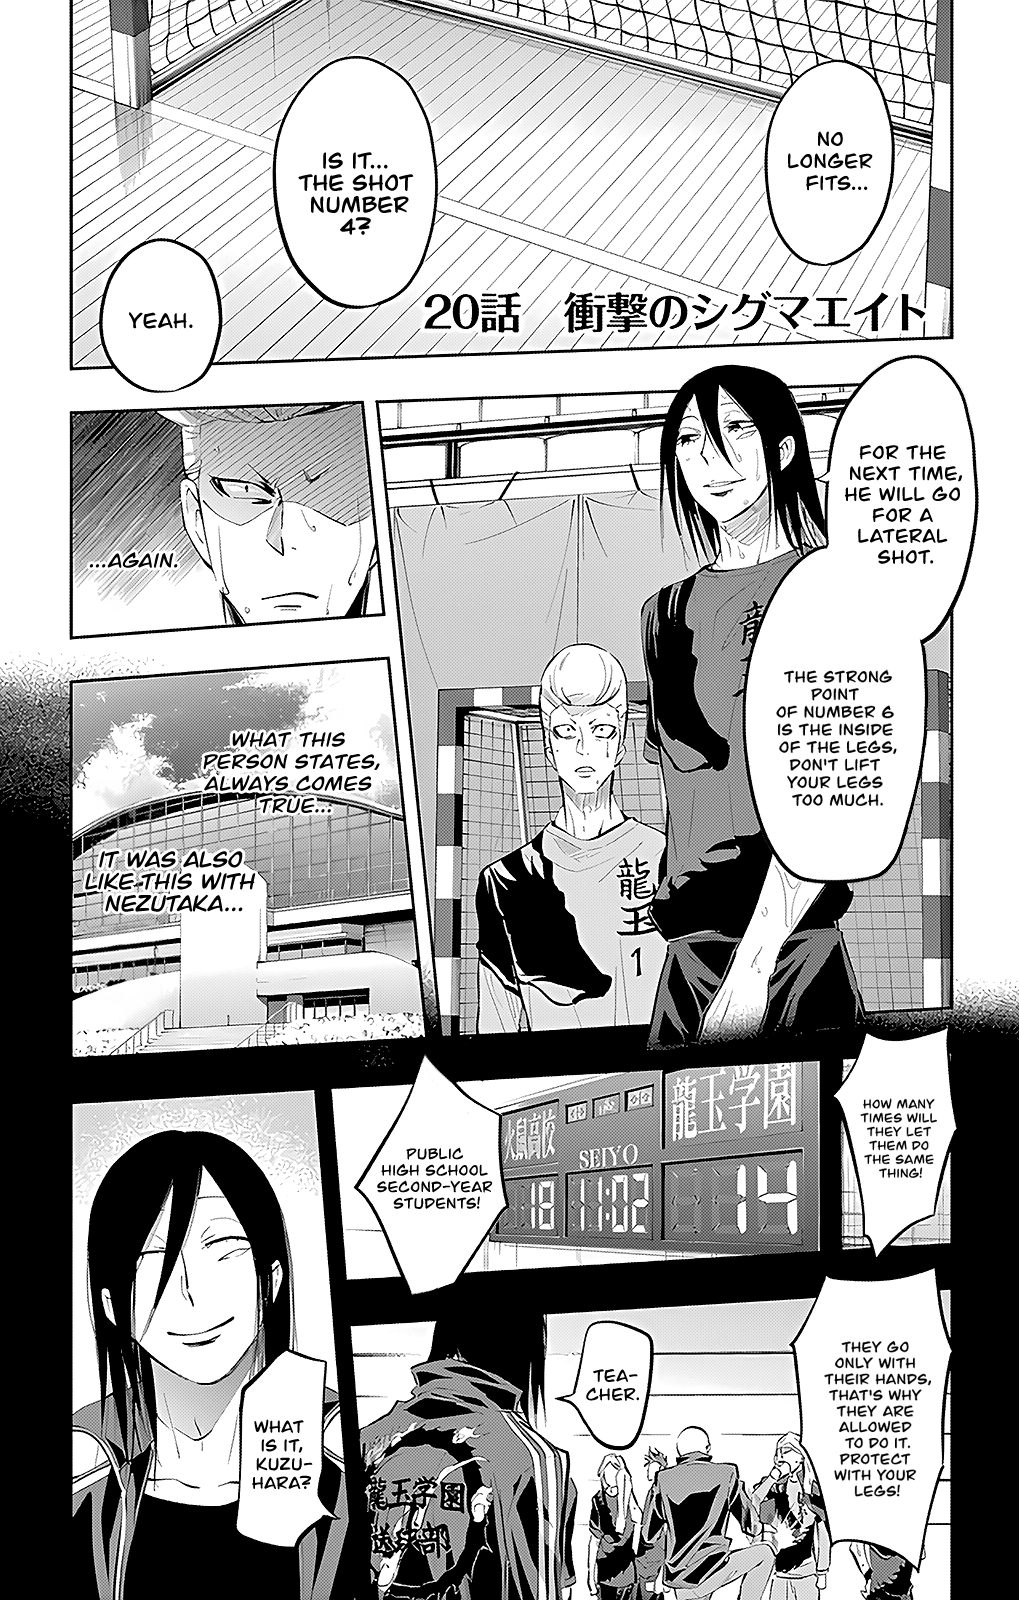 NO
LONGER
FITS...
IS IT...
THE SHOT
NUMBER
4?
YEAH.
20話 衝撃のシグマエイト
FOR THE
NEXT TIME,
HE WILL GO
FOR A
LATERAL
SHOT.
THE STRONG
POINT
OF NUMBER 6
IS THE INSIDE
OF THE LEGS,
DON'T LIFT
YOUR LEGS
TOO MUCH.
龍
龍
玉
1
...AGAIN.
WHAT THIS
PERSON STATES,
ALWAYS COMES
TRUE...
IT WAS ALSO
LIKE THIS WITH
NEZUTAKA...
HOW MANY
TIMES WILL
THEY LET
THEM DO
THE SAME
THING!
龍玉学園
SEIYO
18
11:02
14
PUBLIC
HIGH SCHOOL
SECOND-YEAR
STUDENTS!
THEY GO
ONLY WITH
THEIR HANDS,
THAT'S WHY
THEY ARE
ALLOWED
TO DO IT.
PROTECT
WITH YOUR
LEGS!
TEA-
CHER.
龍玉学園
送球部
WHAT
IS IT,
KUZU-
HARA?